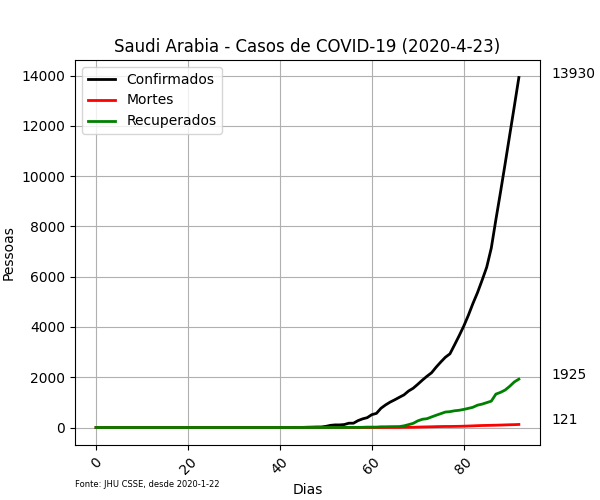 Saudi Arabia - Casos de COVID-19 (2020-4-23)
Confirmados
Mortes
Recuperados
14000
12000
10000
8000
6000
4000
2000
0
Pessoas
13930
1925
121
0
20
40
60
80
Dias
Fonte: JHU CSSE, desde 2020-1-22